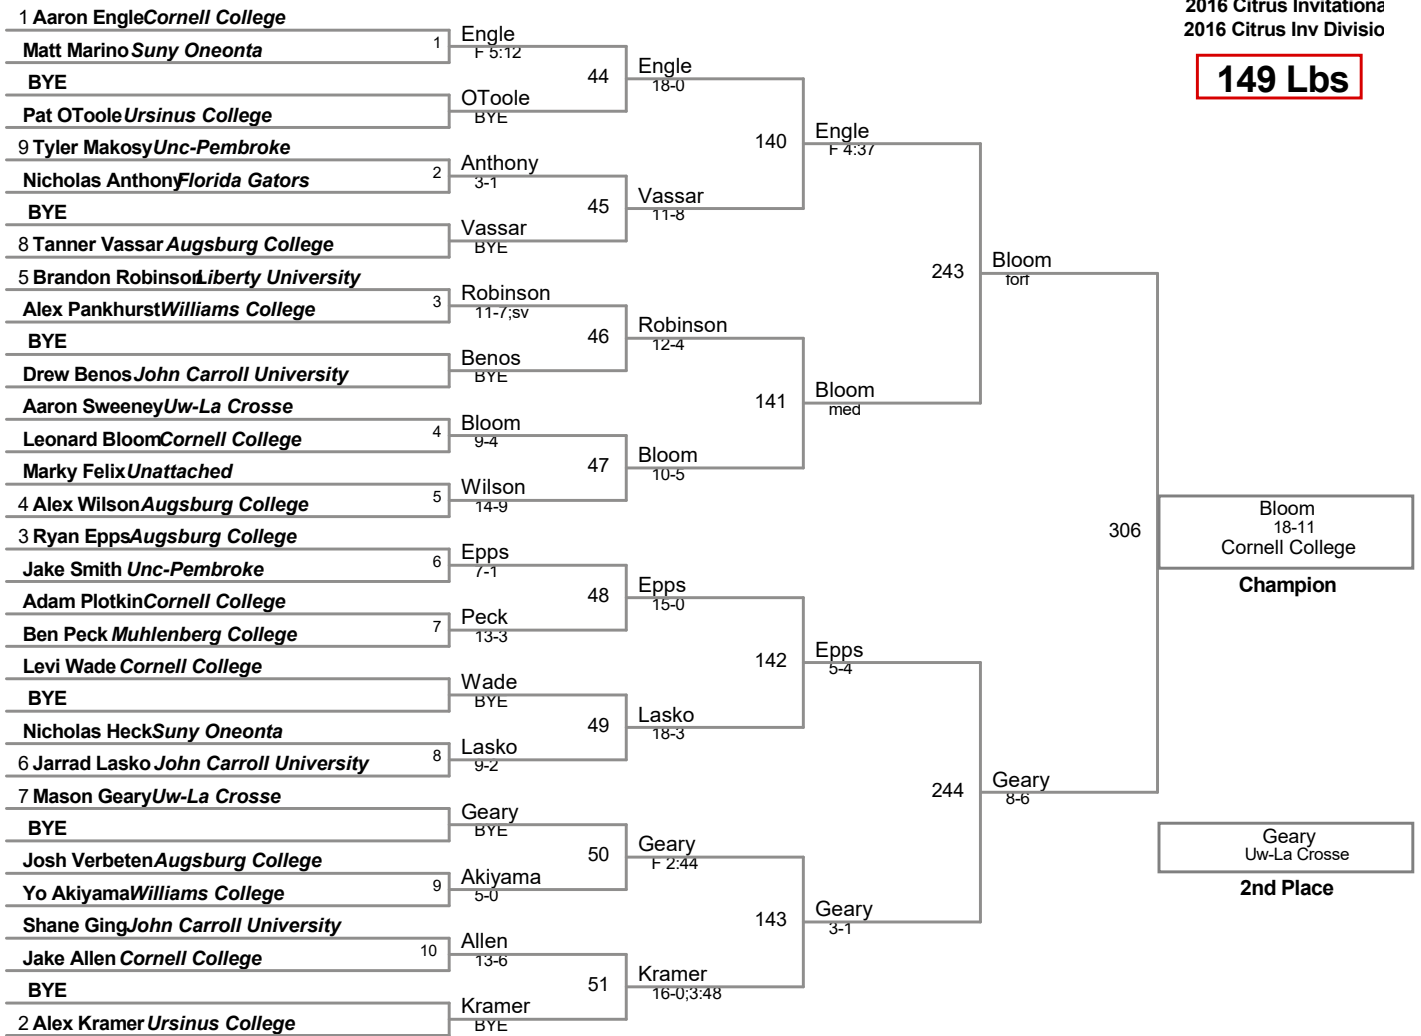 2016 Citrus Invitationa
2016 Citrus Inv Divisio
149 Lbs
1 Aaron Engle Cornell College
Matt Marino Suny Oneonta
BYE
Pat OToole Ursinus College
9 Tyler Makosy Unc-Pembroke
Nicholas Anthony Florida Gators
BYE
8 Tanner Vassar Augsburg College
5 Brandon Robinson Liberty University
Alex Pankhurst Williams College
BYE
Drew Benos John Carroll University
Aaron Sweeney Uw-La Crosse
Leonard Bloom Cornell College
Marky Felix Unattached
4 Alex Wilson Augsburg College
3 Ryan Epps Augsburg College
Jake Smith Unc-Pembroke
Adam Plotkin Cornell College
Ben Peck Muhlenberg College
Levi Wade Cornell College
BYE
Nicholas Heck Suny Oneonta
6 Jarrad Lasko John Carroll University
7 Mason Geary Uw-La Crosse
BYE
Josh Verbeten Augsburg College
Yo Akiyama Williams College
Shane Ging John Carroll University
Jake Allen Cornell College
BYE
2 Alex Kramer Ursinus College
1
2
3
4
5
6
7
8
9
10
Engle
F 5:12
OToole
BYE
Anthony
3-1
Vassar
BYE
Robinson
11-7;sv
Benos
BYE
Bloom
9-4
Wilson
14-9
Epps
7-1
Peck
13-3
Wade
BYE
Lasko
9-2
Geary
BYE
Akiyama
5-0
Allen
13-6
Kramer
BYE
44
45
46
47
48
49
50
51
Engle
18-0
Vassar
11-8
Robinson
12-4
Bloom
10-5
Epps
15-0
Lasko
18-3
Geary
F 2:44
Kramer
16-0;3:48
140
141
142
143
Engle
F 4:37
Bloom
med
Epps
5-4
Geary
3-1
243
244
Bloom
forf
Geary
8-6
306
Bloom
18-11
Cornell College
Champion
Geary
Uw-La Crosse
2nd Place